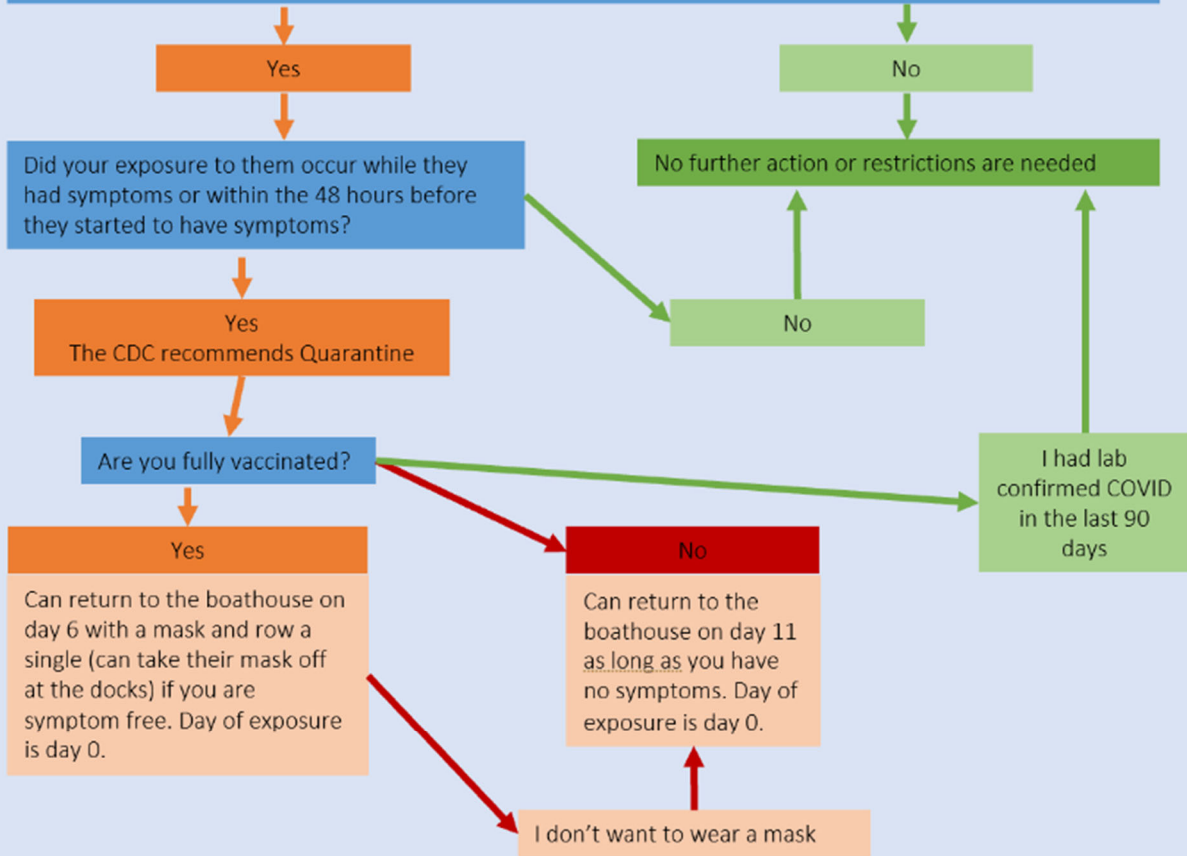 Yes
No
Did your exposure to them occur while they
had symptoms or within the 48 hours before
they started to have symptoms?
No further action or restrictions are needed
Yes
The CDC recommends Quarantine
No
Are you fully vaccinated?
I had lab
confirmed COVID
in the last 90
days
Yes
Can return to the boathouse on
day 6 with a mask and row a
single (can take their mask off
at the docks) if you are
symptom free. Day of exposure
is day 0.
No
Can return to the
boathouse on day 11
as long as you have
no symptoms. Day of
exposure is day 0.
I don't want to wear a mask